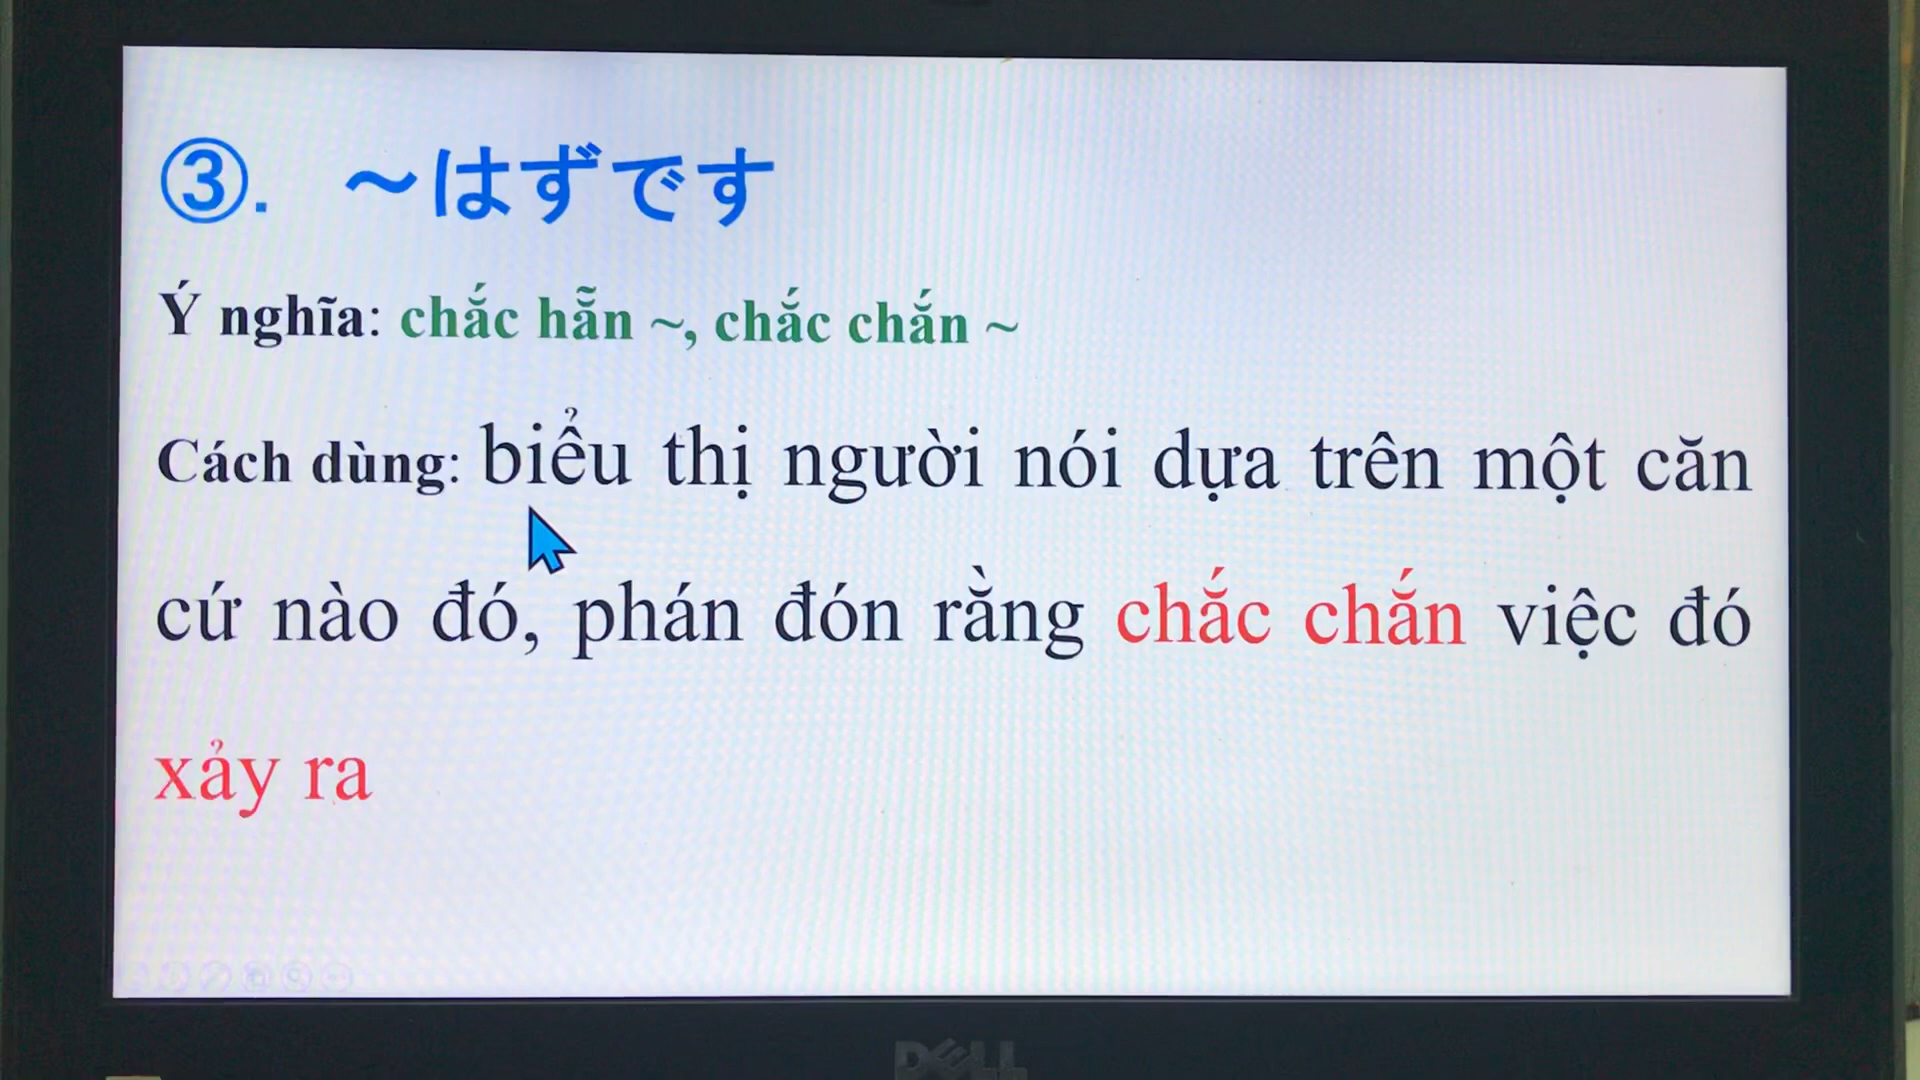 ③. ～はずです
Ý nghĩa: chắc hẵn ~, chắc chắn ~
Cách dùng: biểu thị người nói dựa trên một căn
cứ nào đó, phán đón rằng chắc chắn việc đó
xảy ra
DELL